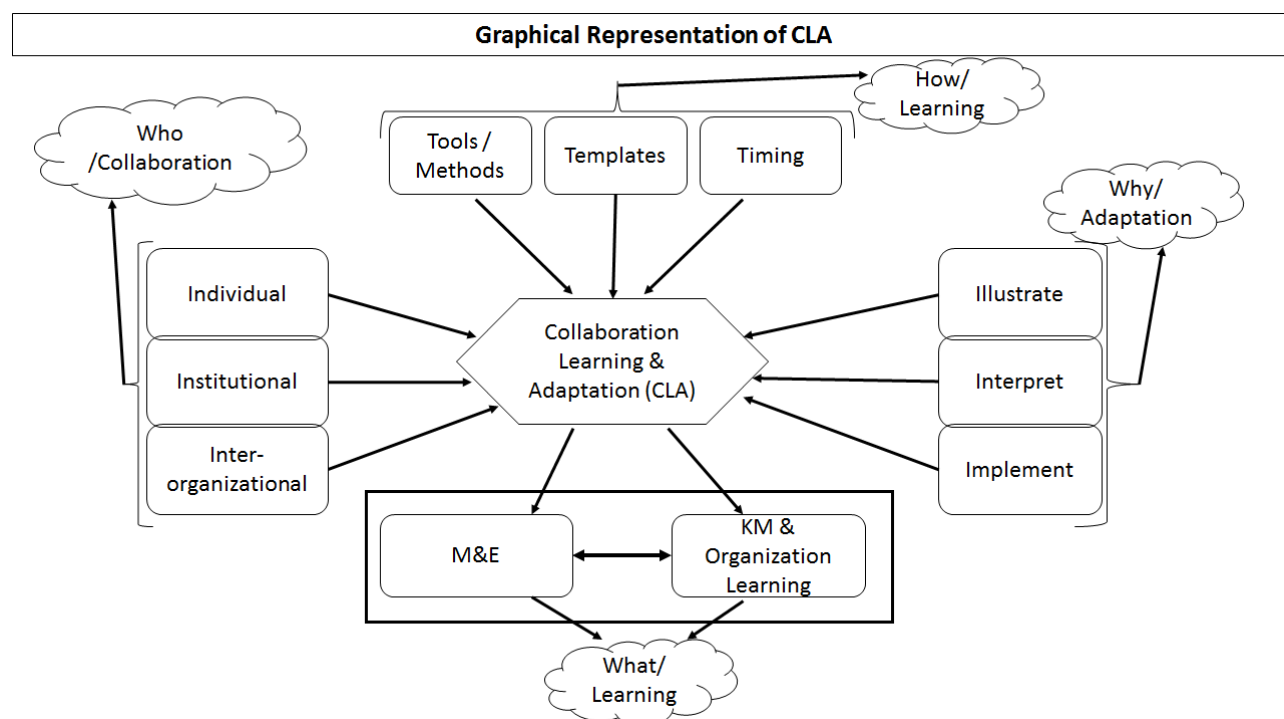 Graphical Representation of CLA
How/
Learning
Who
/Collaboration
Tools /
Methods
Templates
Timing
Why/
Adaptation
Individual
Institutional
Inter-
organizational
Collaboration
Learning &
Adaptation (CLA)
Illustrate
Interpret
Implement
M&E
KM &
Organization
Learning
What/
Learning